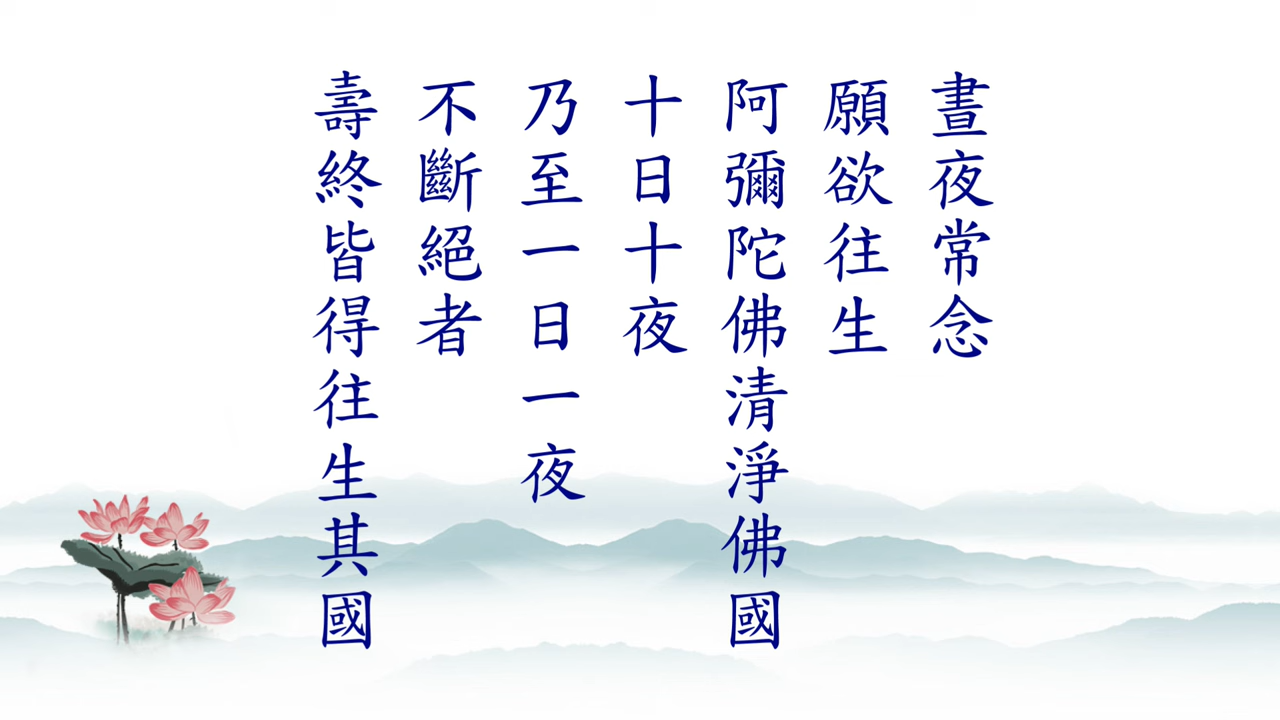 晝夜常念
願欲往生
阿彌陀佛清淨佛國
十日十夜
乃至一日一夜
不斷絕者
壽終皆得往生其國